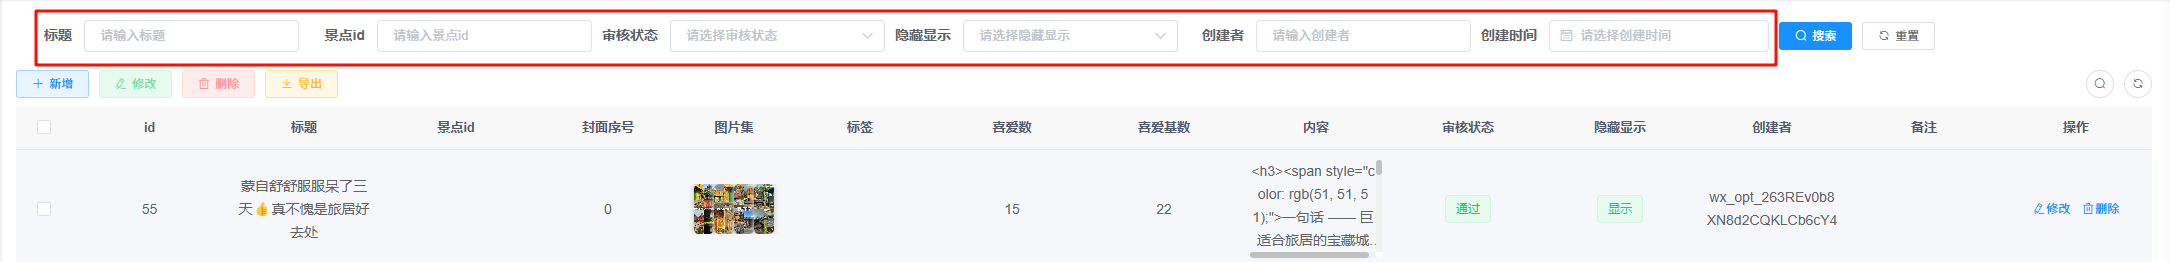 标题 请输入标题 景点id 请输入景点id 审核状态 请选择审核状态 隐藏显示 请选择隐藏显示 创建者 请输入创建者 创建时间 请选择创建时间 搜索 重置
新增 修改 删除 导出
id 标题 景点id 封面序号 图片集 标签 喜爱数 喜爱基数 内容 审核状态 隐藏显示 创建者 备注 操作
55
蒙自舒舒服服呆了三
天👍真不愧是旅居好
去处
0
15
22
<h3><span style="c
olor: rgb(51, 51, 5
1);">一句话 —— 巨
适合旅居的宝藏城..
通过
显示
wx_opt_263REv0b8
XN8d2CQKLCb6cY4
修改 删除